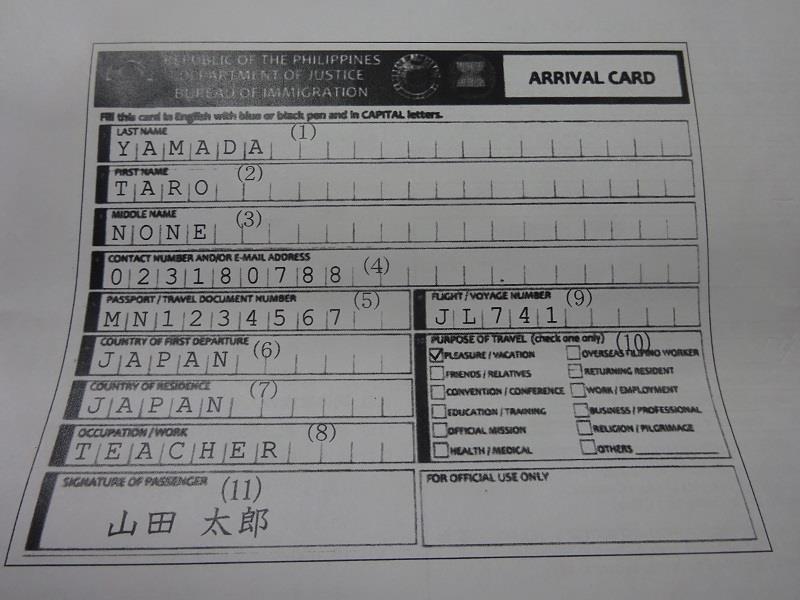 REPUBLIC OF THE PHILIPPINES
DEPARTMENT OF JUSTICE
BUREAU OF IMMIGRATION
ARRIVAL CARD
Fill this card in English with blue or black pen and in CAPITAL letters.
LAST NAME (1)
YAMADA
FIRST NAME (2)
TARO
MIDDLE NAME (3)
NONE
CONTACT NUMBER AND/OR E-MAIL ADDRESS
023180788 (4)
PASSPORT / TRAVEL DOCUMENT NUMBER (5)
MN1234567
COUNTRY OF FIRST DEPARTURE
JAPAN (6)
COUNTRY OF RESIDENCE (7)
JAPAN
OCCUPATION / WORK (8)
TEACHER
SIGNATURE OF PASSENGER (11)
山田 太郎
FLIGHT / VOYAGE NUMBER (9)
JL741
PURPOSE OF TRAVEL (check one only) (10)
PLEASURE / VACATION
FRIENDS / RELATIVES
CONVENTION / CONFERENCE
EDUCATION / TRAINING
OFFICIAL MISSION
HEALTH / MEDICAL
OVERSEAS FILIPINO WORKER
RETURNING RESIDENT
WORK / EMPLOYMENT
BUSINESS / PROFESSIONAL
RELIGION / PILGRIMAGE
OTHERS
FOR OFFICIAL USE ONLY